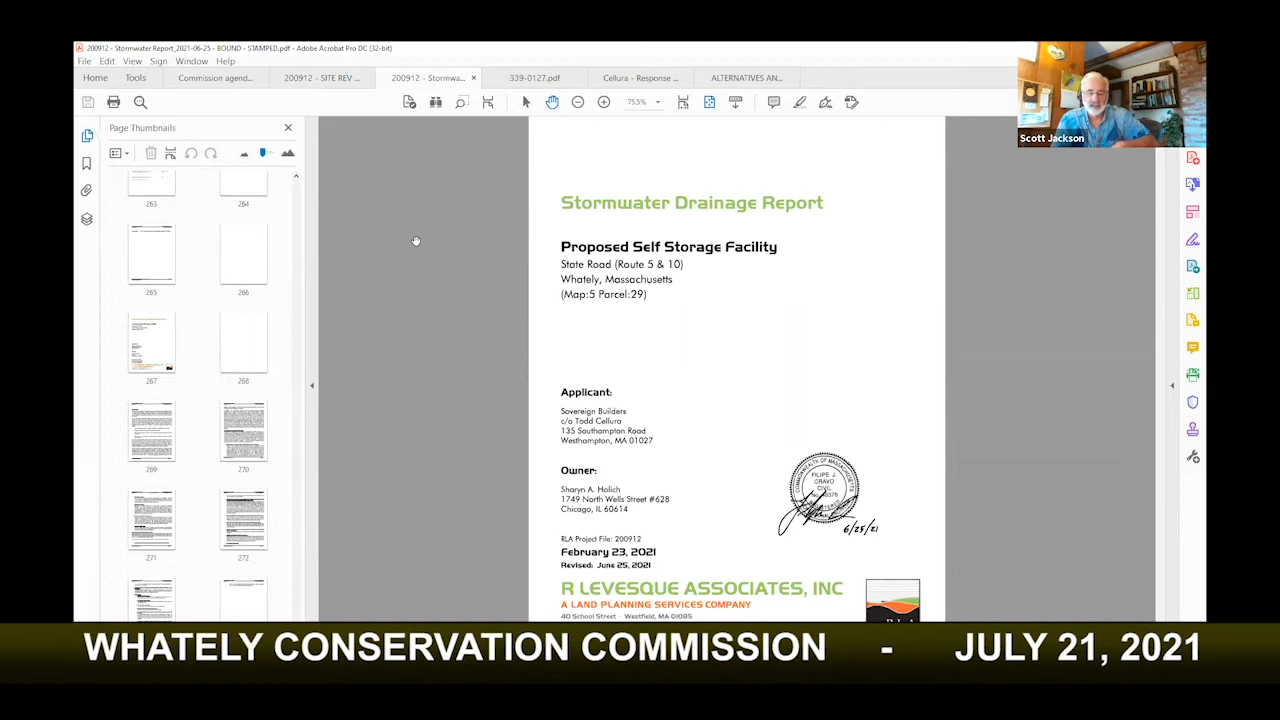 200912 - Stormwater Report_2021-06-25 - BOUND - STAMPED.pdf - Adobe Acrobat Pro DC (32-bit)
File Edit View Sign Window Help
Home Tools Commission agend... 200912 - SITE REV ... 200912 - Stormwa... × 339-0127.pdf Cellura - Response ... ALTERNATIVES AN...
75.5%
Scott Jackson
Page Thumbnails
263 264
265 266
267 268
269 270
271 272
Stormwater Drainage Report
Proposed Self Storage Facility
State Road (Route 5 & 10)
Whately, Massachusetts
(Map:5 Parcel:29)
Applicant:
Sovereign Builders
c/o Todd Cellura
135 Southampton Road
Westhampton, MA 01027
Owner:
Sharyn A. Holich
1749 North Wells Street #628
Chicago, IL 60614
COMMONWEALTH OF MASSACHUSETTS
FILIPE J.
CRAVO
CIVIL
6/25/21
RLA Project File: 200912
February 23, 2021
Revised: June 25, 2021
R LEVESQUE ASSOCIATES, INC
A LAND PLANNING SERVICES COMPANY
40 School Street - Westfield, MA 01085
WHATELY CONSERVATION COMMISSION - JULY 21, 2021